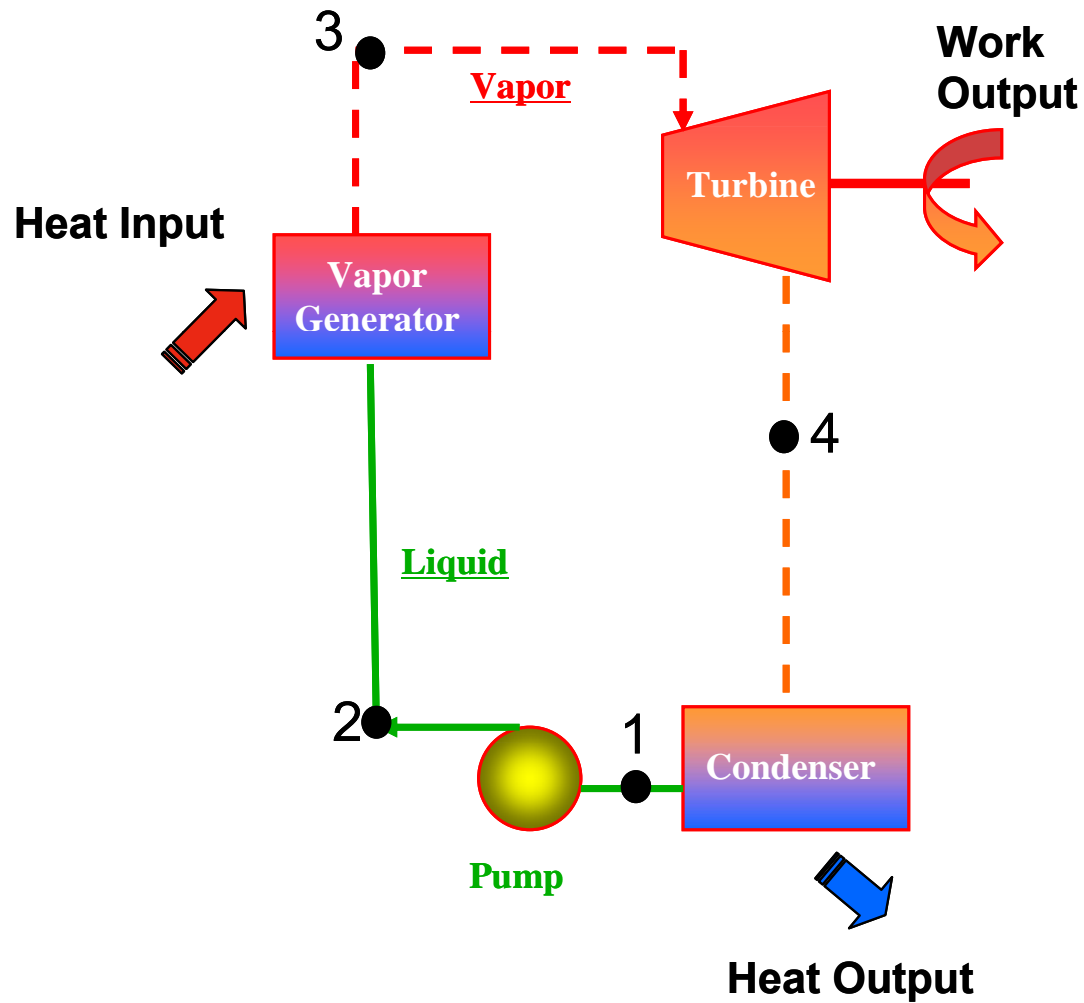 3
Vapor
Work
Output
Turbine
Heat Input
Vapor
Generator
4
Liquid
2
1
Condenser
Pump
Heat Output